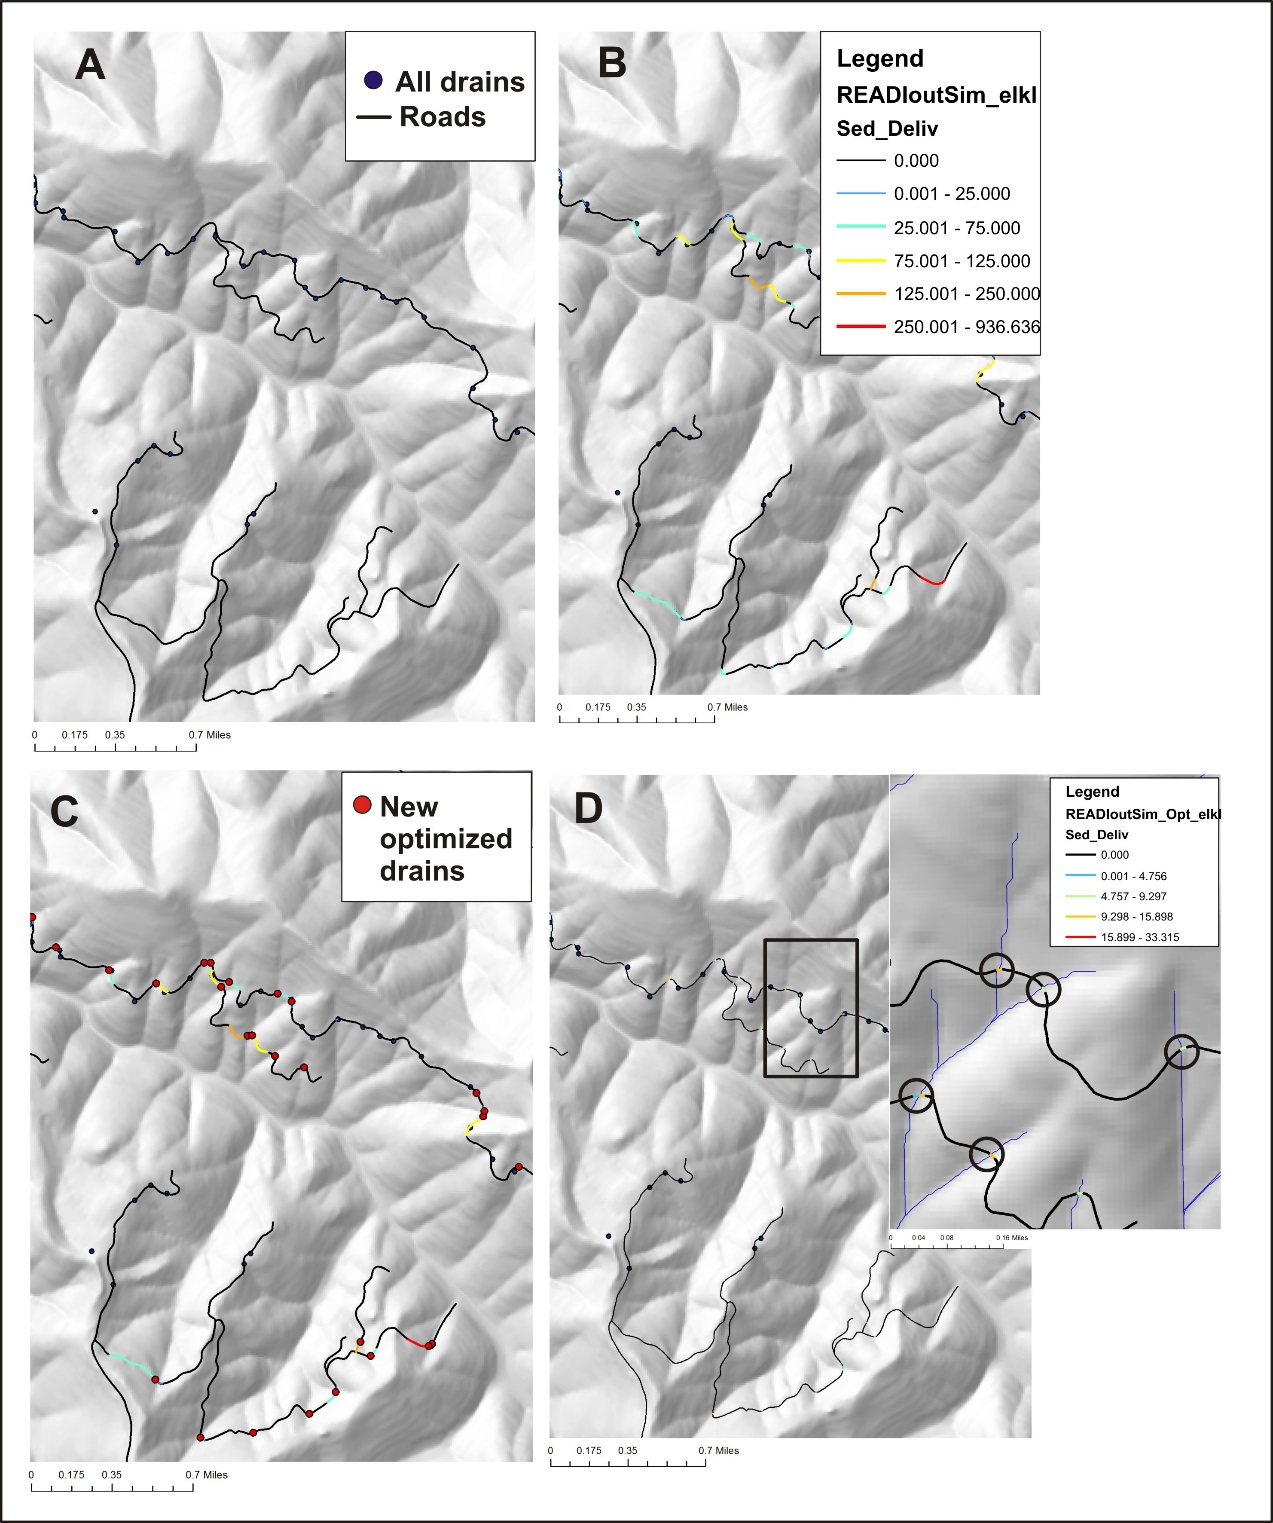 A
All drains
Roads
0 0.175 0.35 0.7 Miles
B
Legend
READIoutSim_elkl
Sed_Deliv
0.000
0.001 - 25.000
25.001 - 75.000
75.001 - 125.000
125.001 - 250.000
250.001 - 936.636
0 0.175 0.35 0.7 Miles
C
New
optimized
drains
0 0.175 0.35 0.7 Miles
D
Legend
READIoutSim_Opt_elkl
Sed_Deliv
0.000
0.001 - 4.756
4.757 - 9.297
9.298 - 15.898
15.899 - 33.315
0 0.04 0.08 0.16 Miles
0 0.175 0.35 0.7 Miles